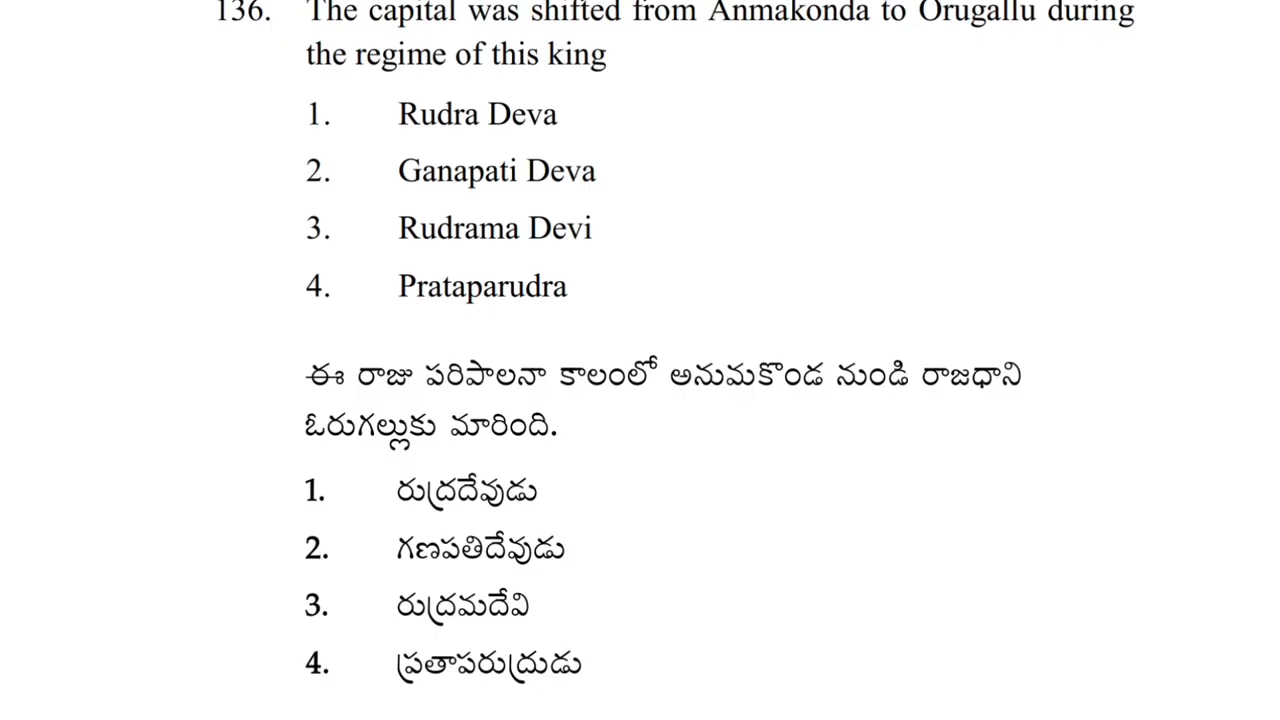 136. The capital was shifted from Anmakonda to Orugallu during
the regime of this king
1. Rudra Deva
2. Ganapati Deva
3. Rudrama Devi
4. Prataparudra
ఈ రాజు పరిపాలనా కాలంలో అనుమకొండ నుండి రాజధాని
ఓరుగల్లుకు మారింది.
1. రుద్రదేవుడు
2. గణపతిదేవుడు
3. రుద్రమదేవి
4. ప్రతాపరుద్రుడు